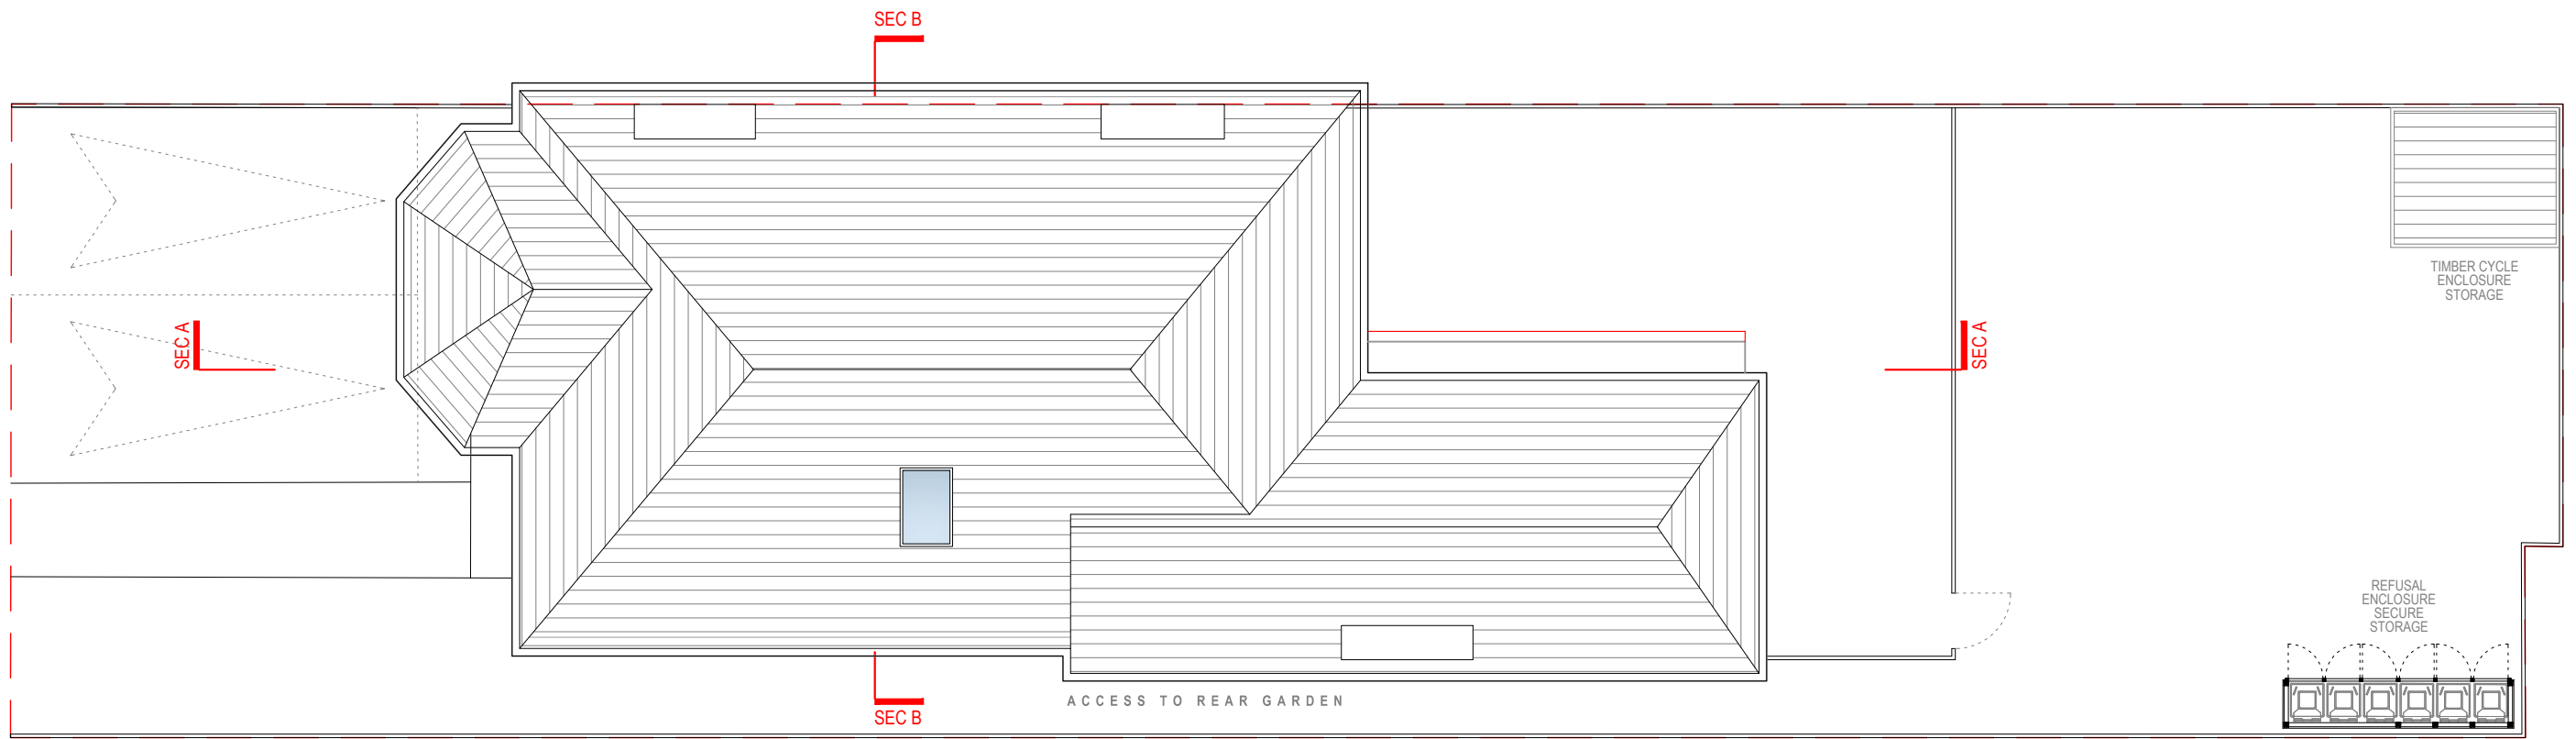 SEC B
SEC A
SEC A
TIMBER CYCLE
ENCLOSURE
STORAGE
REFUSAL
ENCLOSURE
SECURE
STORAGE
ACCESS TO REAR GARDEN
SEC B